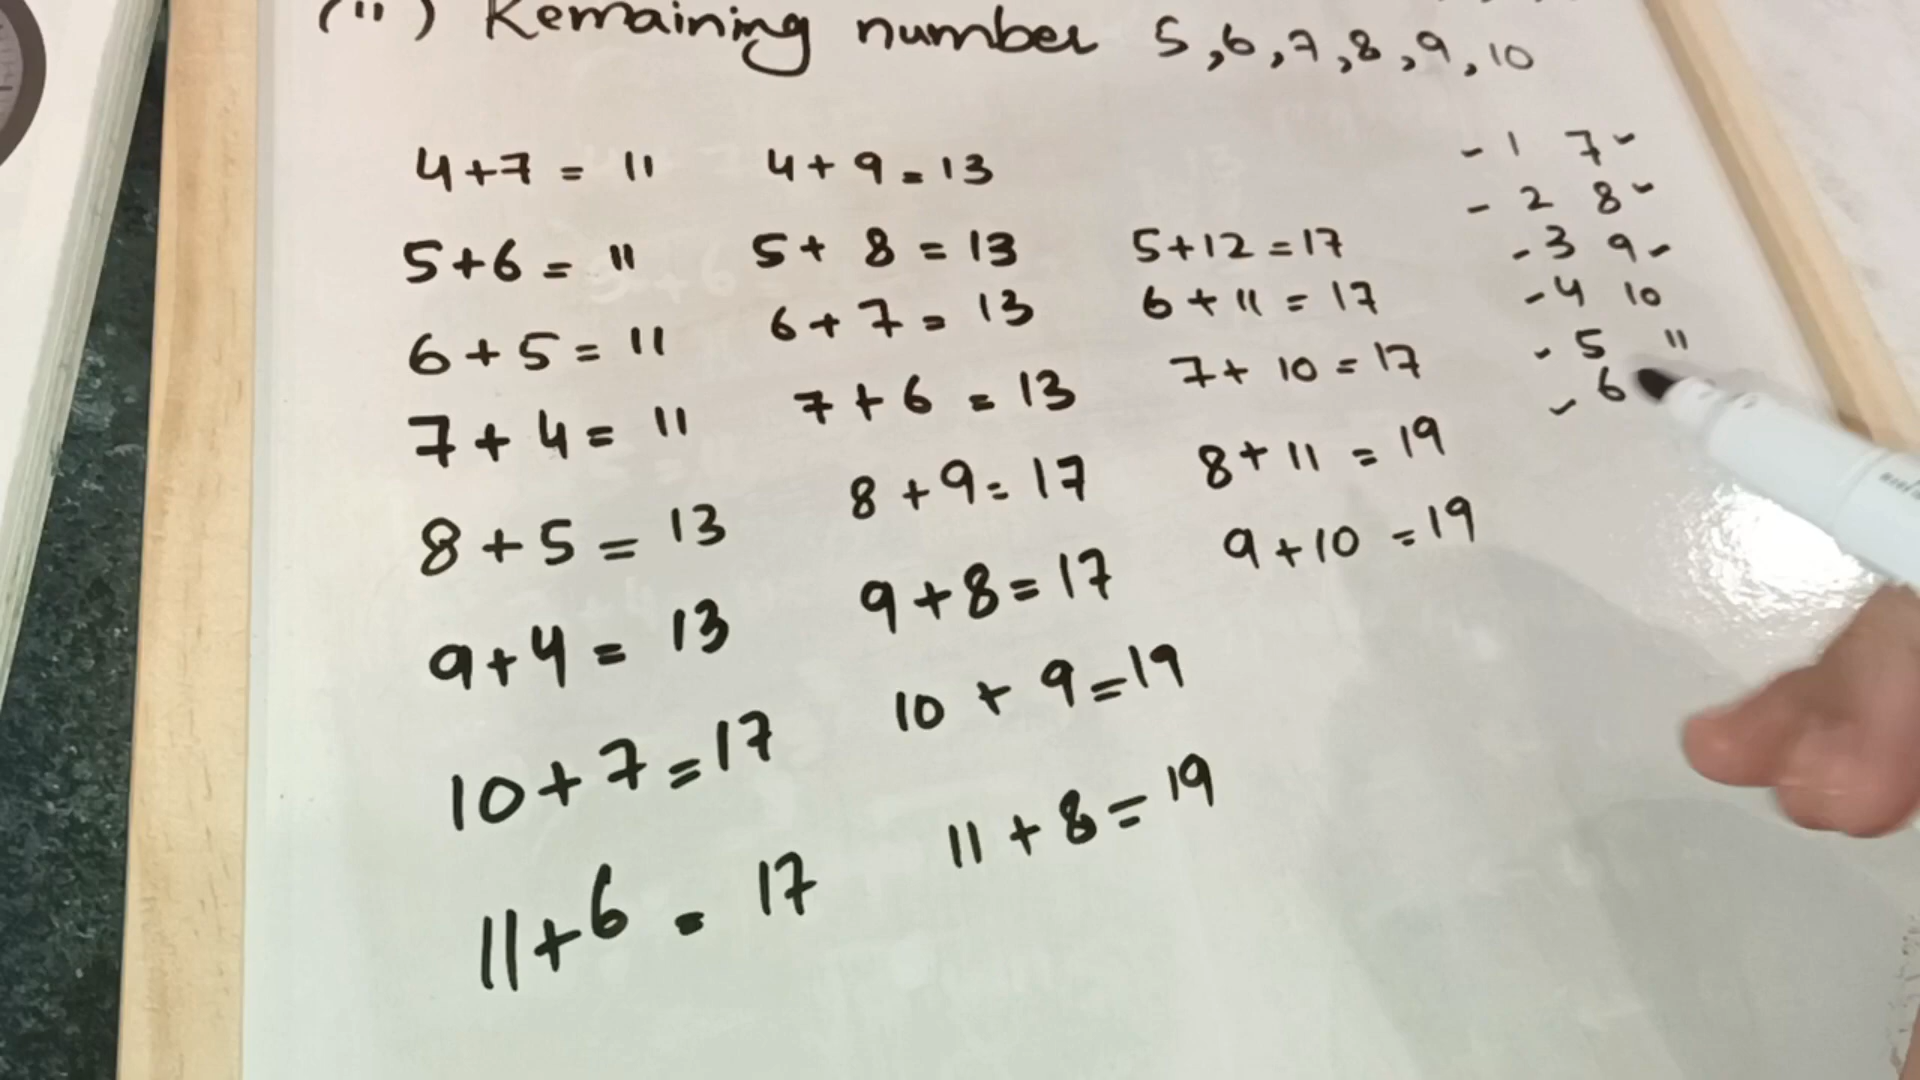 (ii) Remaining number 5,6,7,8,9,10
4+7 = 11 4+9=13
5+6 = 11 5+8=13 5+12=17
6+5=11 6+7=13 6+11=17
7+4=11 7+6=13 7+10=17
8+5=13 8+9=17 8+11=19
9+4=13 9+8=17 9+10=19
10+7=17 10+9=19
11+6=17 11+8=19
- 1 7 -
- 2 8 -
- 3 9 -
- 4 10
- 5 11
- 6